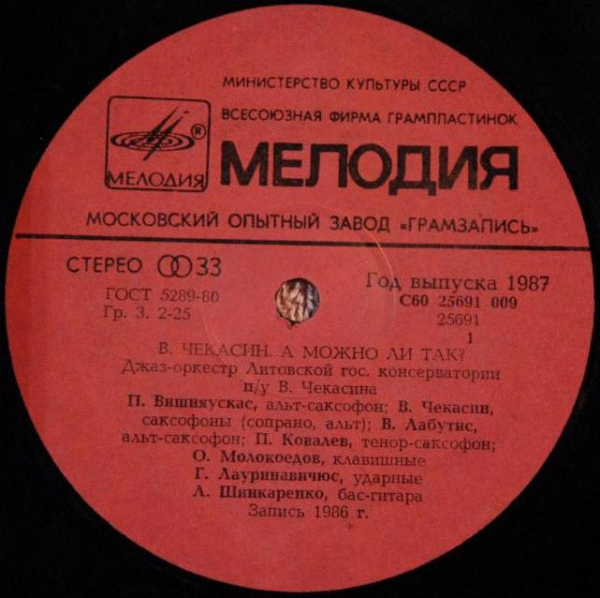 МИНИСТЕРСТВО КУЛЬТУРЫ СССР
ВСЕСОЮЗНАЯ ФИРМА ГРАМПЛАСТИНОК
®
МЕЛОДИЯ
МЕЛОДИЯ
МОСКОВСКИЙ ОПЫТНЫЙ ЗАВОД «ГРАМЗАПИСЬ»
СТЕРЕО 33
Год выпуска 1987
ГОСТ 5289-80
С60 25691 009
Гр. 3. 2-25
25691
1
В. ЧЕКАСИН. А МОЖНО ЛИ ТАК?
Джаз-оркестр Литовской гос. консерватории
п/у В. Чекасина
П. Вишняускас, альт-саксофон; В. Чекасин,
саксофоны (сопрано, альт); В. Лабутис,
альт-саксофон; П. Ковалев, тенор-саксофон;
О. Молокоедов, клавишные
Г. Лауринавичюс, ударные
Л. Шинкаренко, бас-гитара
Запись 1986 г.